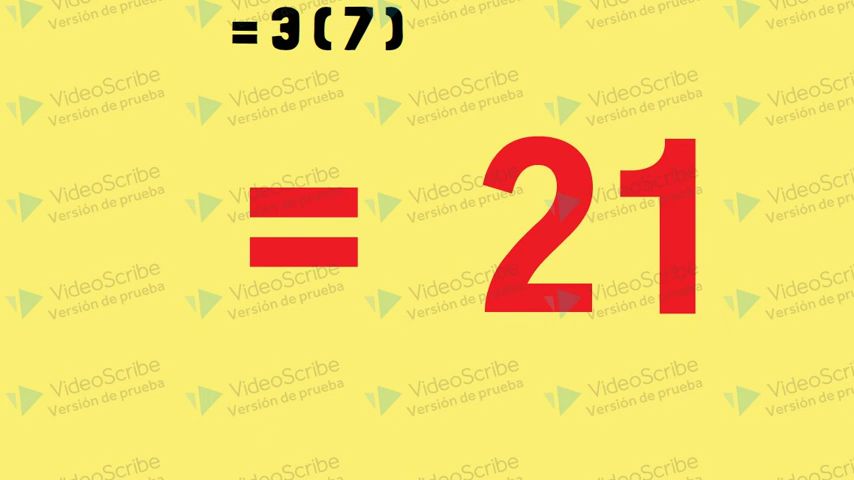 =3(7)
VideoScribe
Versión de prueba
= 21